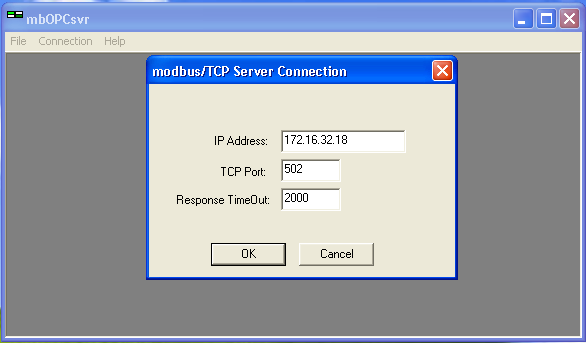 mbOPCsvr
File Connection Help
modbus/TCP Server Connection
IP Address: 172.16.32.18
TCP Port: 502
Response TimeOut: 2000
OK Cancel